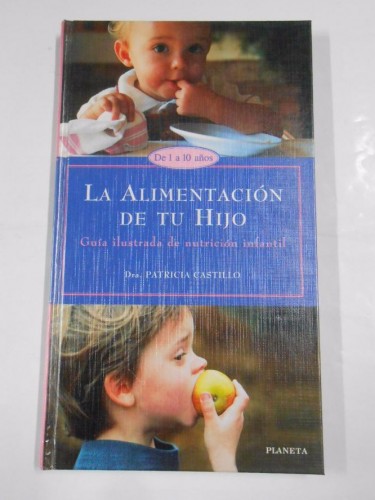 De 1 a 10 años
LA ALIMENTACIÓN
DE TU HIJO
Guía ilustrada de nutrición infantil
Dra. PATRICIA CASTILLO
PLANETA